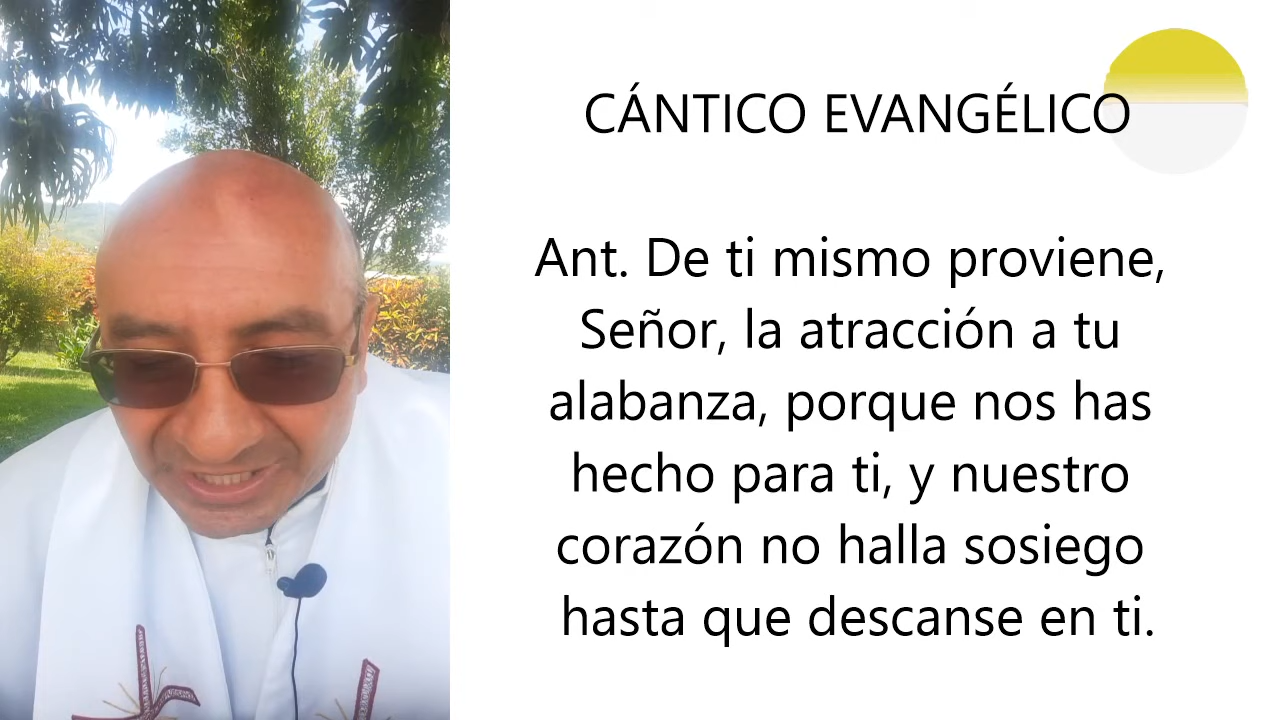 CÁNTICO EVANGÉLICO
Ant. De ti mismo proviene,
Señor, la atracción a tu
alabanza, porque nos has
hecho para ti, y nuestro
corazón no halla sosiego
hasta que descanse en ti.